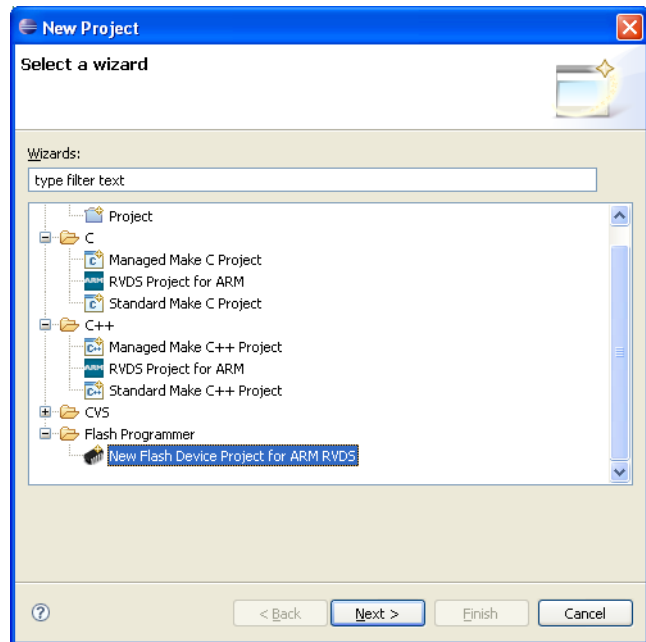 New Project
Select a wizard
Wizards:
type filter text
Project
C
Managed Make C Project
RVDS Project for ARM
Standard Make C Project
C++
Managed Make C++ Project
RVDS Project for ARM
Standard Make C++ Project
CVS
Flash Programmer
New Flash Device Project for ARM RVDS
< Back Next > Finish Cancel